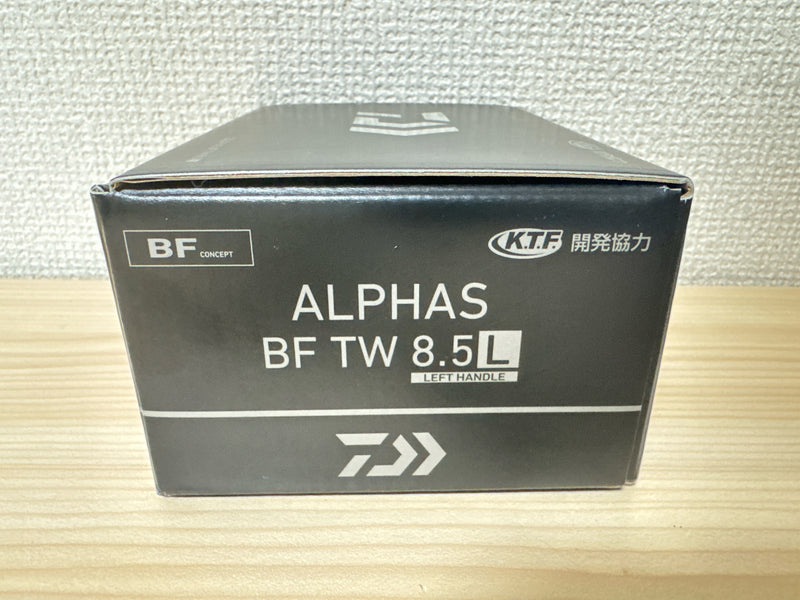 BF CONCEPT
K.T.F. 開発協力
ALPHAS
BF TW 8.5L
LEFT HANDLE